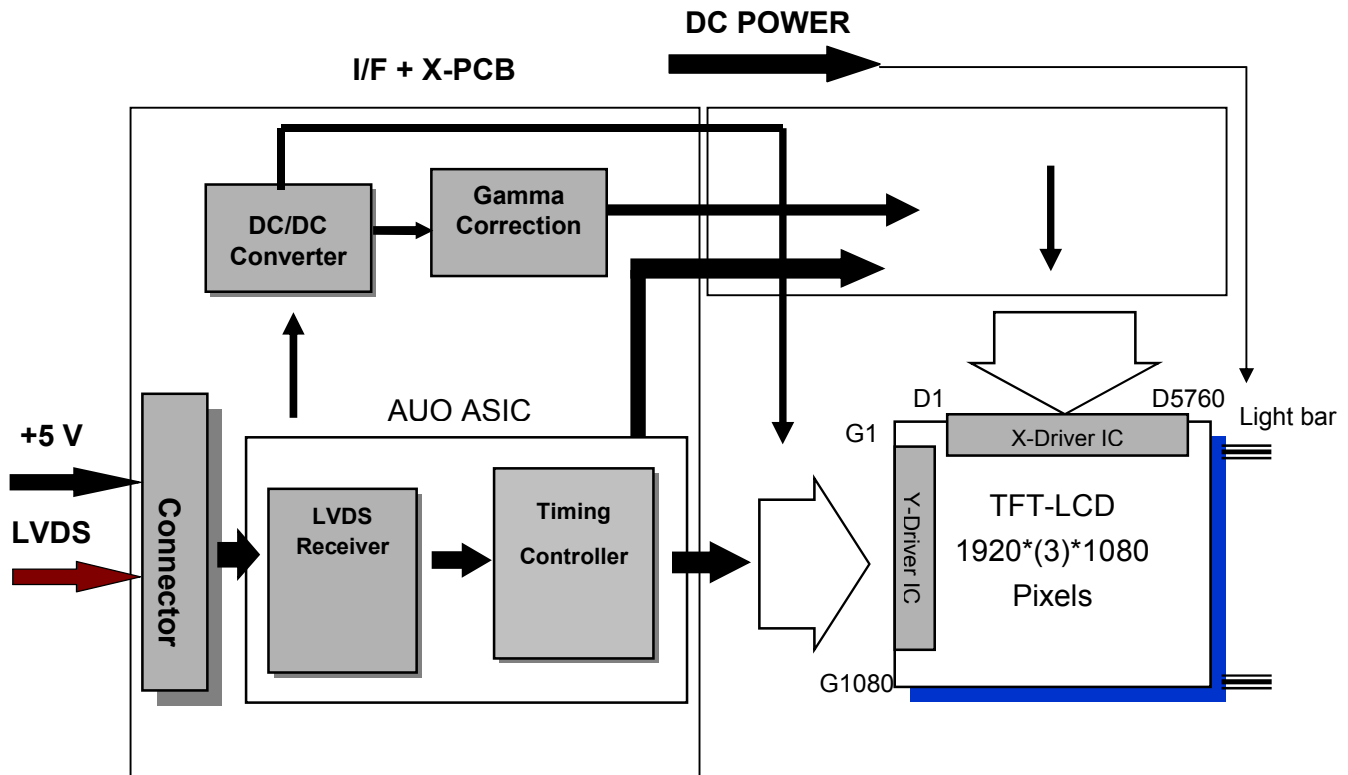 DC POWER
I/F + X-PCB
Gamma
Correction
DC/DC
Converter
AUO ASIC
+5 V
LVDS
Connector
LVDS
Receiver
Timing
Controller
D1
D5760
Light bar
G1
X-Driver IC
Y-Driver IC
TFT-LCD
1920*(3)*1080
Pixels
G1080